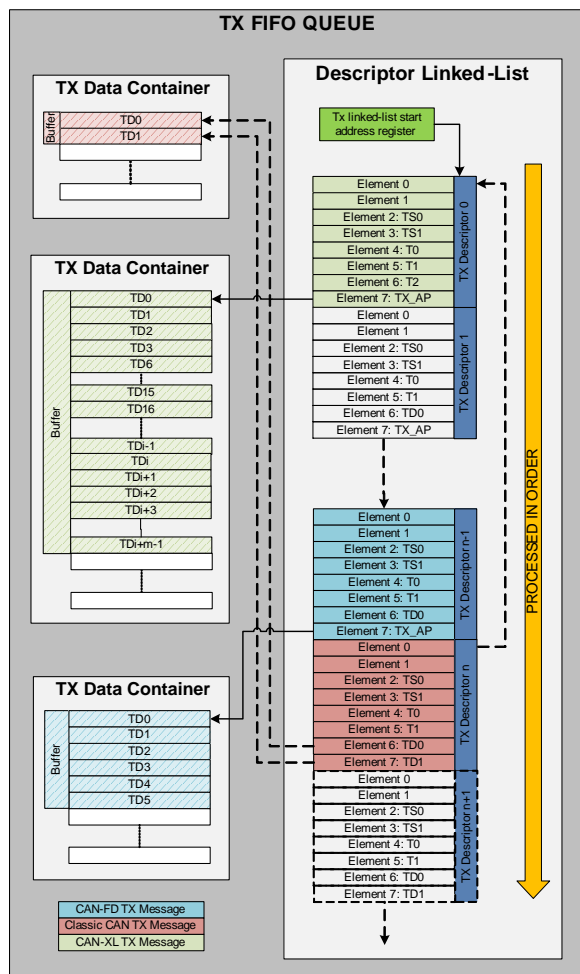 TX FIFO QUEUE
TX Data Container
Buffer
TD0
TD1
TX Data Container
Buffer
TD0
TD1
TD2
TD3
TD6
TD15
TD16
TDi-1
TDi
TDi+1
TDi+2
TDi+3
TDi+m-1
TX Data Container
Buffer
TD0
TD1
TD2
TD3
TD4
TD5
CAN-FD TX Message
Classic CAN TX Message
CAN-XL TX Message
Descriptor Linked-List
Tx linked-list start
address register
Element 0
Element 1
Element 2: TS0
Element 3: TS1
Element 4: T0
Element 5: T1
Element 6: T2
Element 7: TX_AP
TX Descriptor 0
Element 0
Element 1
Element 2: TS0
Element 3: TS1
Element 4: T0
Element 5: T1
Element 6: TD0
Element 7: TX_AP
TX Descriptor 1
Element 0
Element 1
Element 2: TS0
Element 3: TS1
Element 4: T0
Element 5: T1
Element 6: TD0
Element 7: TX_AP
TX Descriptor n-1
Element 0
Element 1
Element 2: TS0
Element 3: TS1
Element 4: T0
Element 5: T1
Element 6: TD0
Element 7: TD1
TX Descriptor n
Element 0
Element 1
Element 2: TS0
Element 3: TS1
Element 4: T0
Element 5: T1
Element 6: TD0
Element 7: TD1
TX Descriptor n+1
PROCESSED IN ORDER